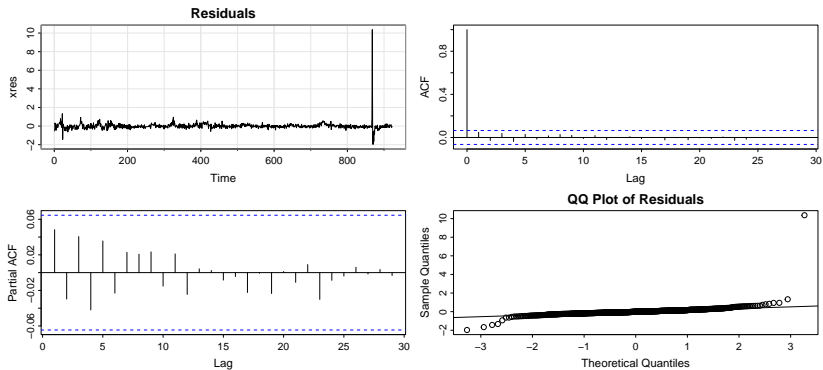 Residuals
xres
−2 0 2 4 6 8 10
0 200 400 600 800
Time
ACF
0.0 0.4 0.8
0 5 10 15 20 25 30
Lag
Partial ACF
−0.06 −0.02 0.02 0.06
0 5 10 15 20 25 30
Lag
QQ Plot of Residuals
Sample Quantiles
−2 0 2 4 6 8 10
−3 −2 −1 0 1 2 3
Theoretical Quantiles